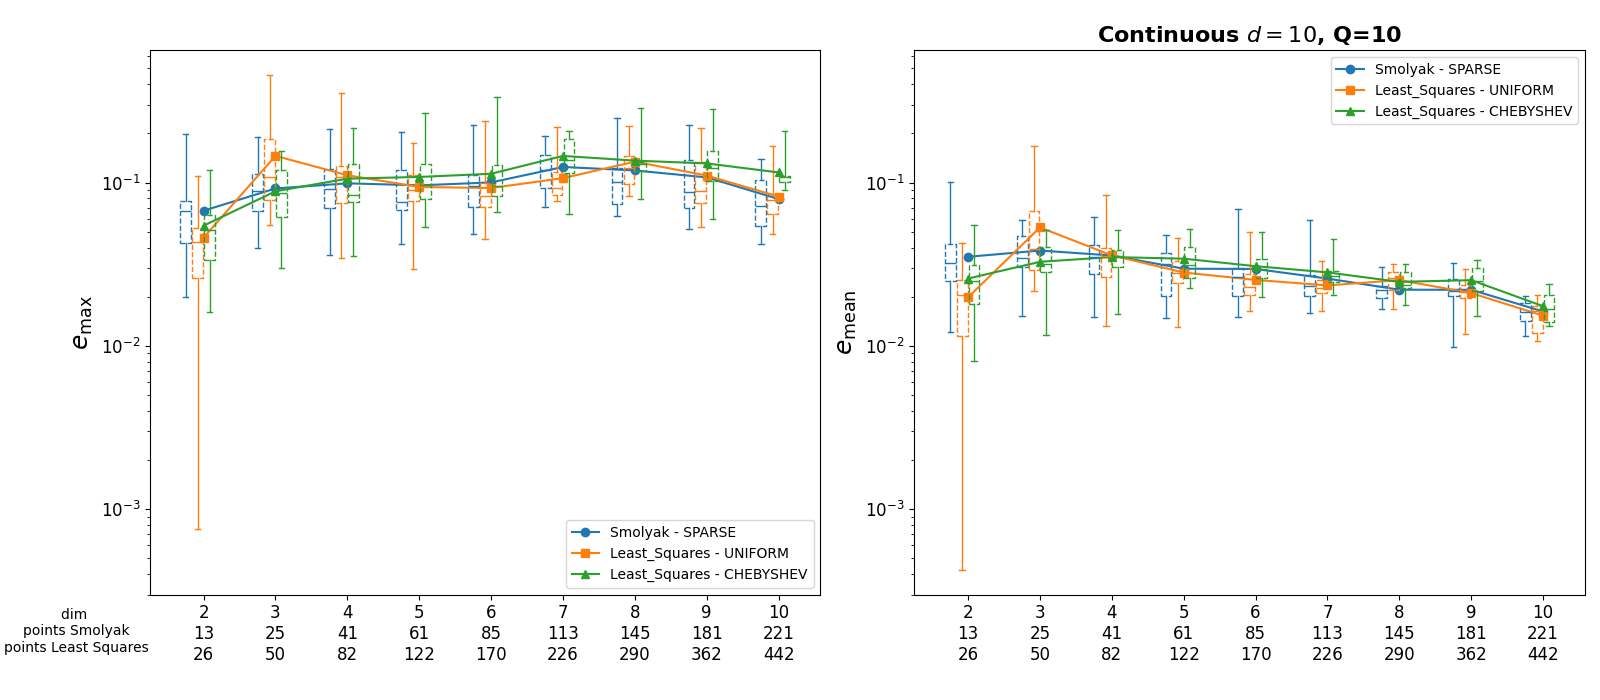 Continuous d = 10, Q=10
e_max
10^-1
10^-2
10^-3
Smolyak - SPARSE
Least_Squares - UNIFORM
Least_Squares - CHEBYSHEV
e_mean
10^-1
10^-2
10^-3
Smolyak - SPARSE
Least_Squares - UNIFORM
Least_Squares - CHEBYSHEV
dim 2 3 4 5 6 7 8 9 10
points Smolyak 13 25 41 61 85 113 145 181 221
points Least Squares 26 50 82 122 170 226 290 362 442
2 3 4 5 6 7 8 9 10
13 25 41 61 85 113 145 181 221
26 50 82 122 170 226 290 362 442